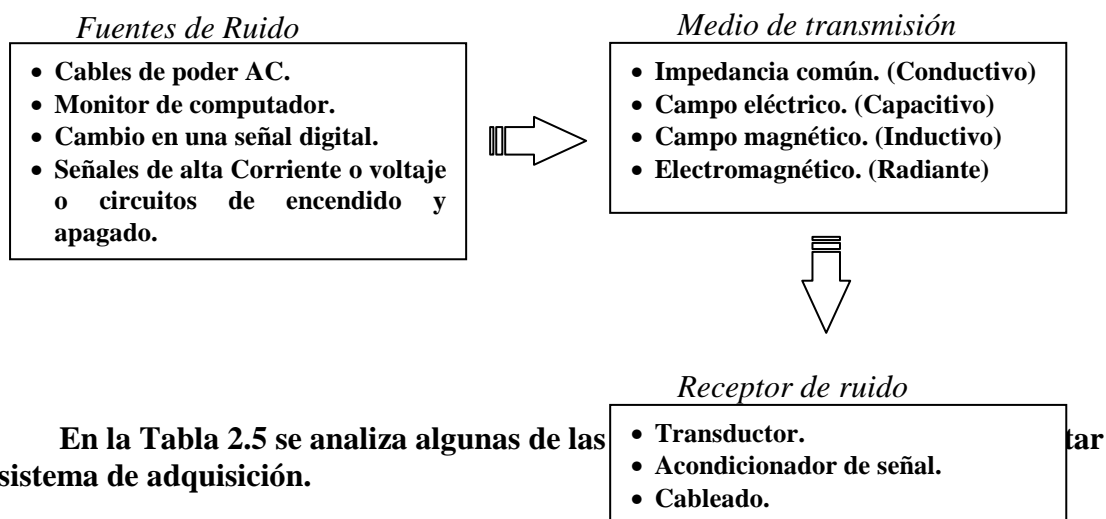 Fuentes de Ruido
• Cables de poder AC.
• Monitor de computador.
• Cambio en una señal digital.
• Señales de alta Corriente o voltaje
o circuitos de encendido y
apagado.
Medio de transmisión
• Impedancia común. (Conductivo)
• Campo eléctrico. (Capacitivo)
• Campo magnético. (Inductivo)
• Electromagnético. (Radiante)
Receptor de ruido
• Transductor.
• Acondicionador de señal.
• Cableado.
En la Tabla 2.5 se analiza algunas de las tar
sistema de adquisición.